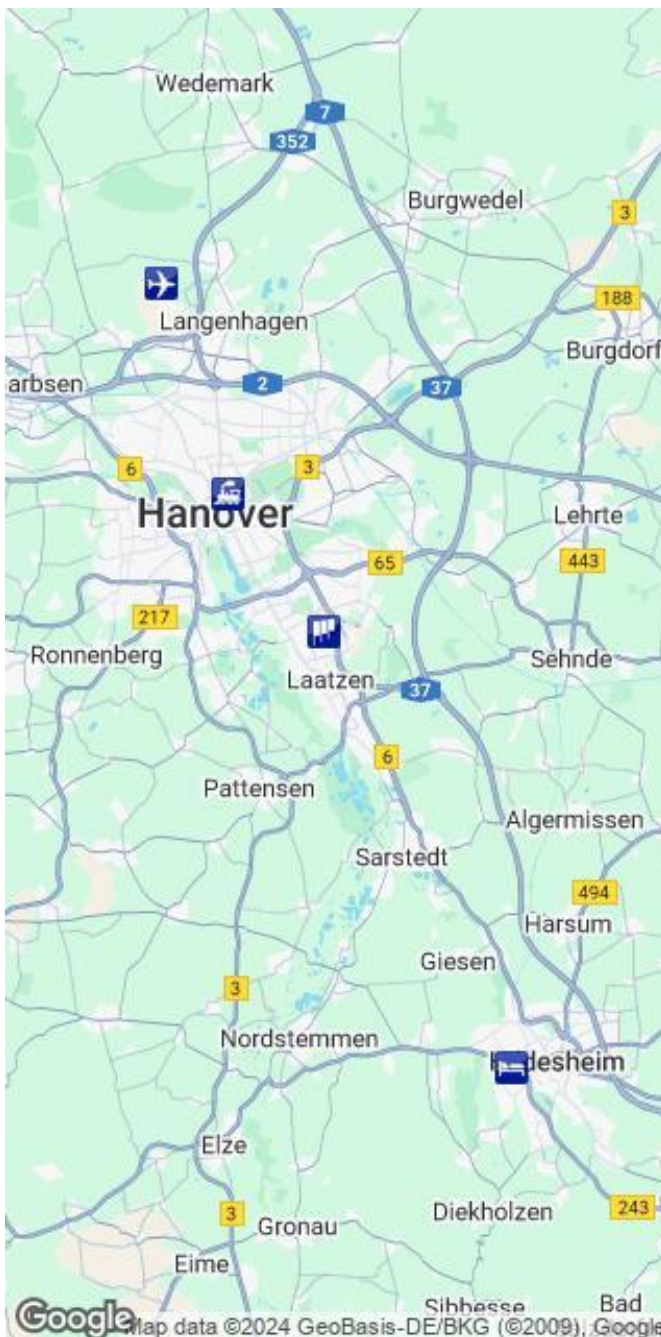 Wedemark
7
352
Burgwedel
3
188
Langenhagen
Burgdorf
arbsen
2
37
6
3
Hanover
Lehrte
65
443
217
Ronnenberg
Sehnde
Laatzen
37
6
Pattensen
Algermissen
Sarstedt
494
Harsum
Giesen
3
Nordstemmen
desheim
Elze
3
243
Diekholzen
Gronau
Eime
Sibbesse
Bad
Google
Map data ©2024 GeoBasis-DE/BKG (©2009), Google